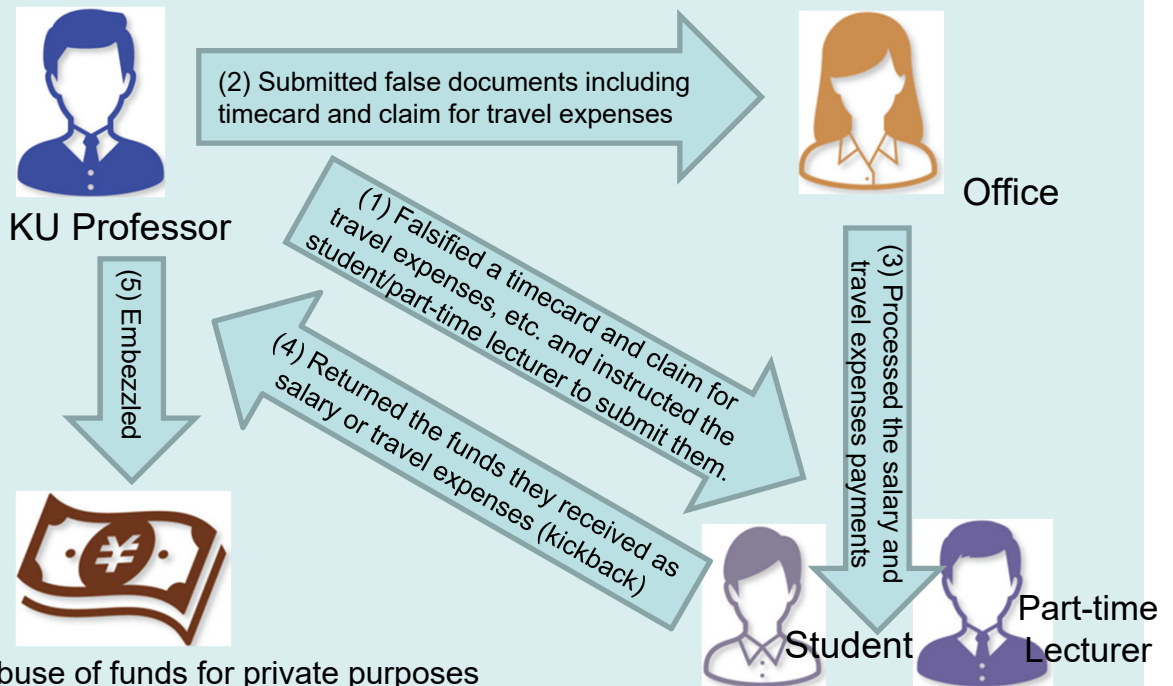 (2) Submitted false documents including
timecard and claim for travel expenses
KU Professor
Office
(1) Falsified a timecard and claim for
travel expenses, etc. and instructed the
student/part-time lecturer to submit them.
(3) Processed the salary and
travel expenses payments
(4) Returned the funds they received as
salary or travel expenses (kickback)
(5) Embezzled
¥
Student
Part-time
Lecturer
buse of funds for private purposes